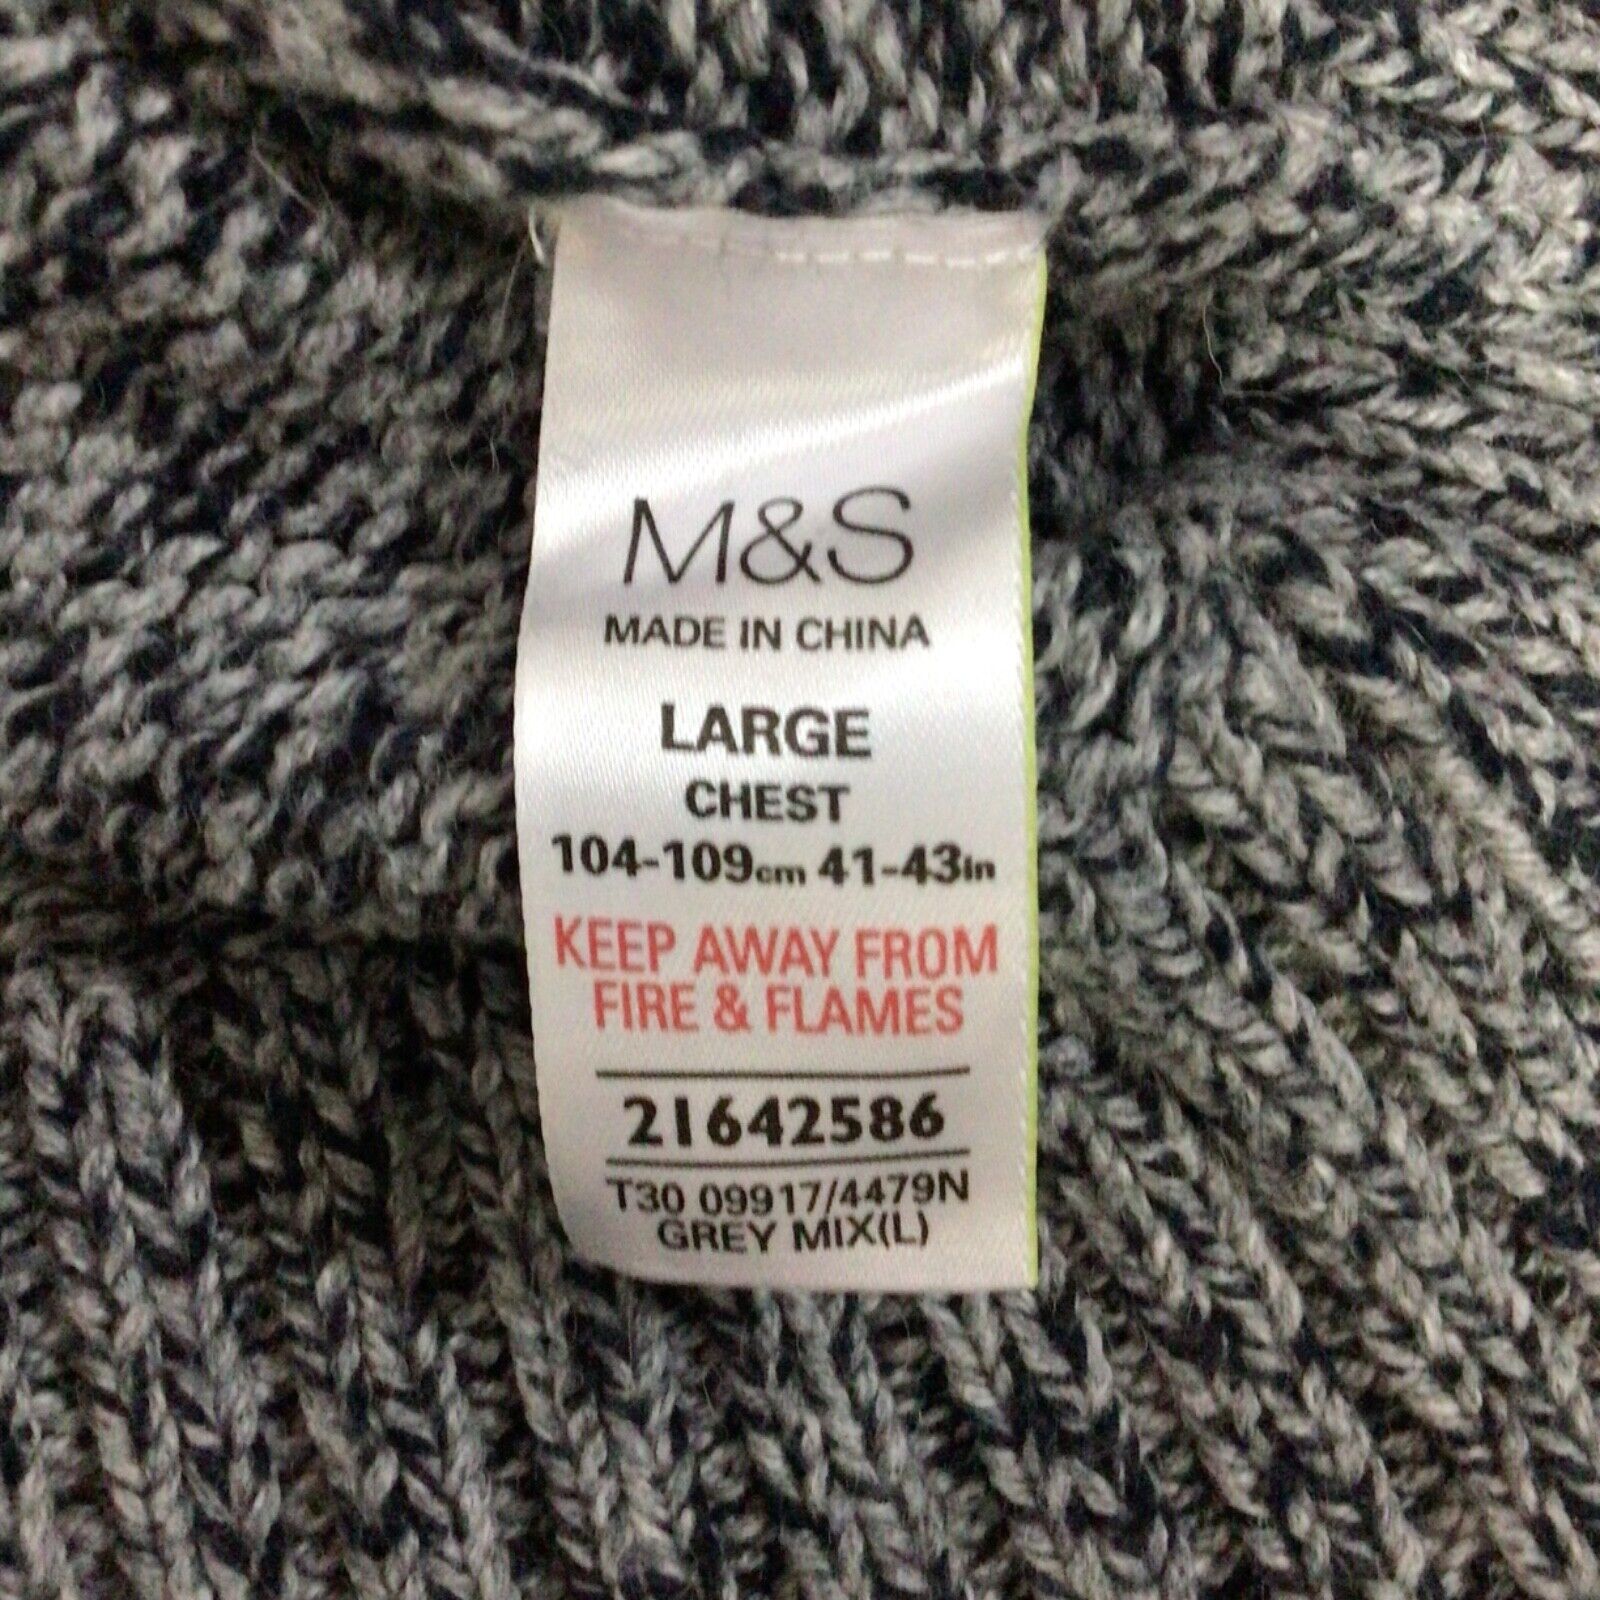 M&S
MADE IN CHINA
LARGE
CHEST
104-109cm 41-43in
KEEP AWAY FROM
FIRE & FLAMES
21642586
T30 09917/4479N
GREY MIX(L)